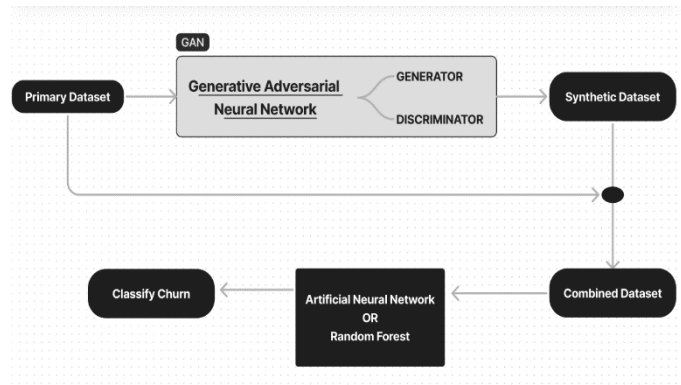 GAN
Primary Dataset
Generative Adversarial
Neural Network
GENERATOR
DISCRIMINATOR
Synthetic Dataset
Classify Churn
Artificial Neural Network
OR
Random Forest
Combined Dataset